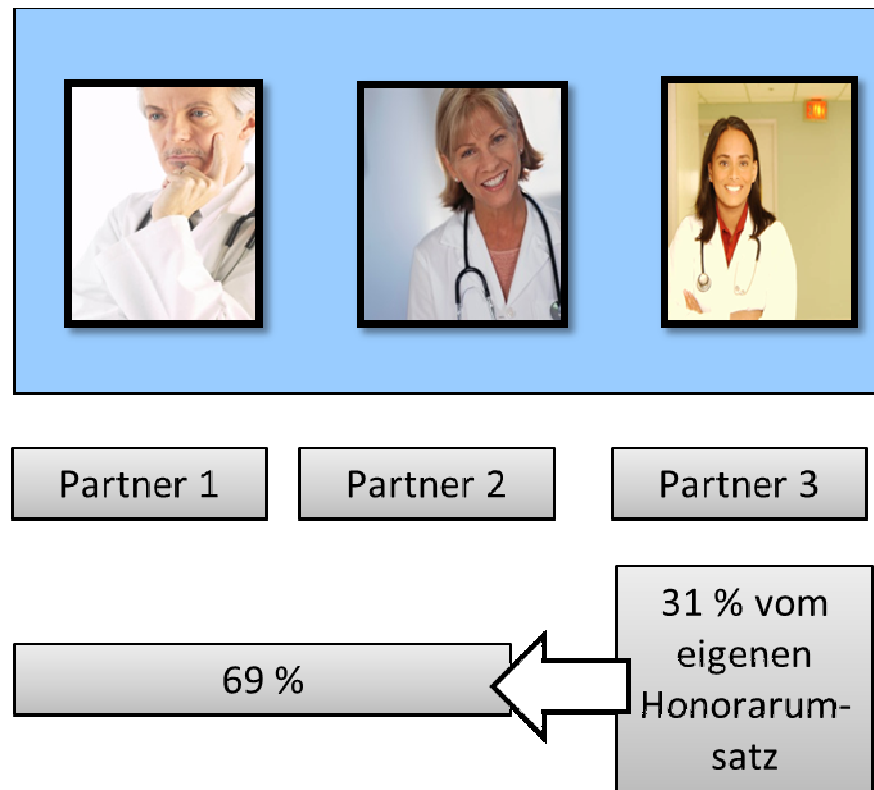 Partner 1
Partner 2
Partner 3
31 % vom
eigenen
Honorarum-
satz
69 %